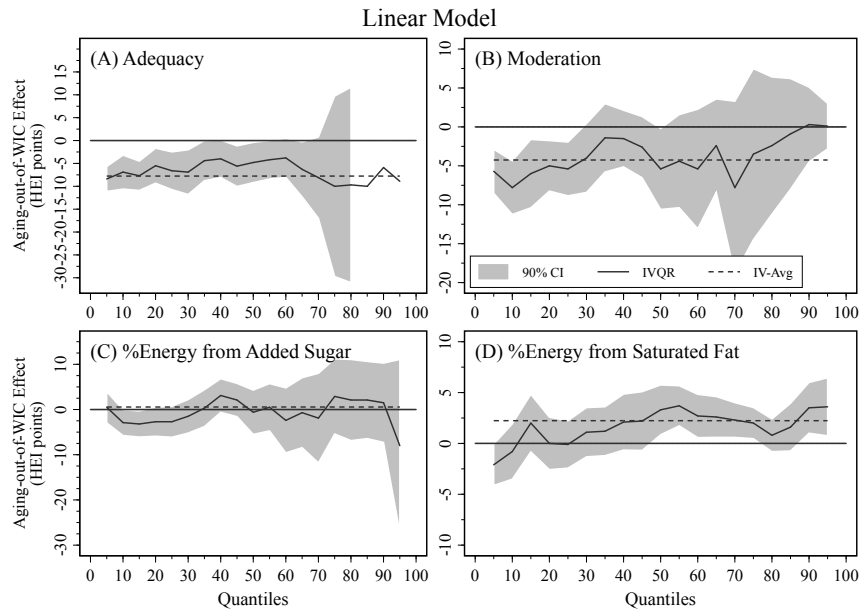 Linear Model
(A) Adequacy
Aging-out-of-WIC Effect
(HEI points)
15
10
5
0
-5
-10
-15
-20
-25
-30
0 10 20 30 40 50 60 70 80 90 100
(B) Moderation
10
5
0
-5
-10
-15
-20
90% CI IVQR IV-Avg
0 10 20 30 40 50 60 70 80 90 100
(C) %Energy from Added Sugar
Aging-out-of-WIC Effect
(HEI points)
10
0
-10
-20
-30
0 10 20 30 40 50 60 70 80 90 100
Quantiles
(D) %Energy from Saturated Fat
10
5
0
-5
0 10 20 30 40 50 60 70 80 90 100
Quantiles